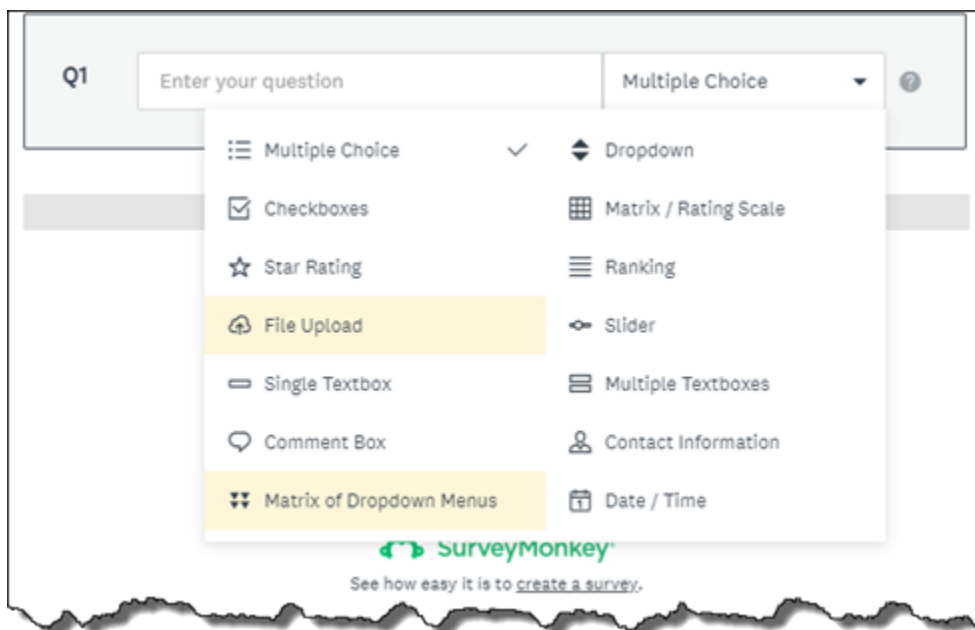 Q1 Enter your question Multiple Choice ?
Multiple Choice Dropdown
Checkboxes Matrix / Rating Scale
Star Rating Ranking
File Upload Slider
Single Textbox Multiple Textboxes
Comment Box Contact Information
Matrix of Dropdown Menus 1 Date / Time
SurveyMonkey®
See how easy it is to create a survey.